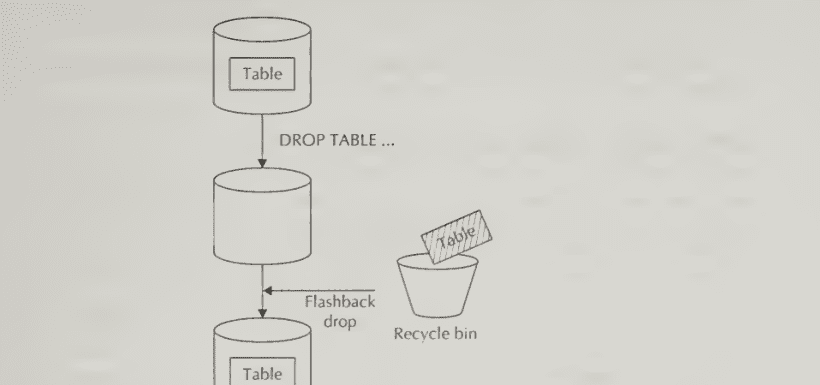 Table
DROP TABLE ...
Table
Flashback
drop
Recycle bin
Table